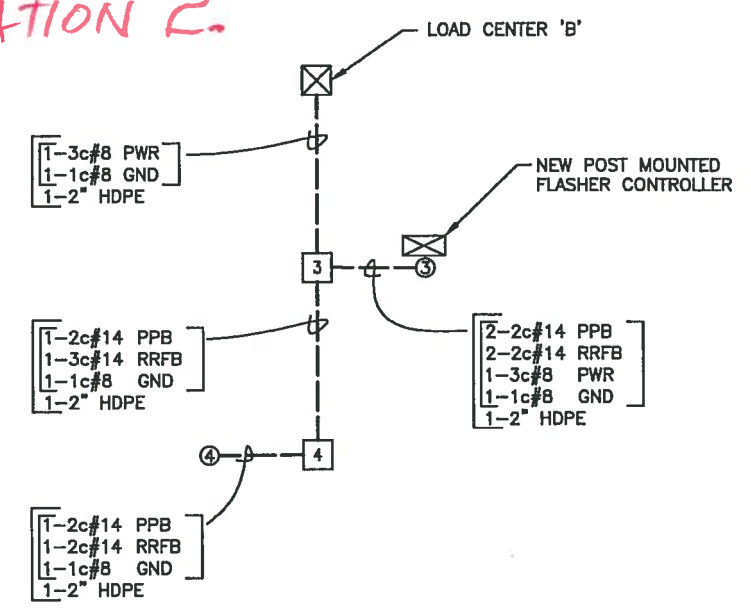 ATION C.
LOAD CENTER 'B'
1-3c#8 PWR
1-1c#8 GND
1-2" HDPE
NEW POST MOUNTED
FLASHER CONTROLLER
3
3
1-2c#14 PPB
1-3c#14 RRFB
1-1c#8 GND
1-2" HDPE
2-2c#14 PPB
2-2c#14 RRFB
1-3c#8 PWR
1-1c#8 GND
1-2" HDPE
4
4
1-2c#14 PPB
1-2c#14 RRFB
1-1c#8 GND
1-2" HDPE